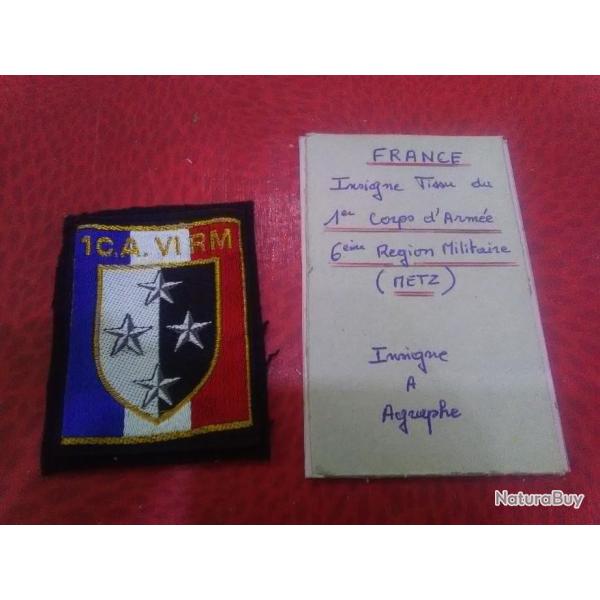 1C.A. VI RM
FRANCE
Insigne Tissu du
1er Corps d'Armée
6ème Region Militaire
(METZ)
Insigne
A
Agraphe
NaturaBuy